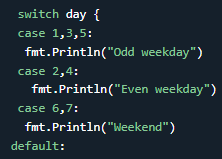 switch day {
case 1,3,5:
fmt.Println("Odd weekday")
case 2,4:
fmt.Println("Even weekday")
case 6,7:
fmt.Println("Weekend")
default: